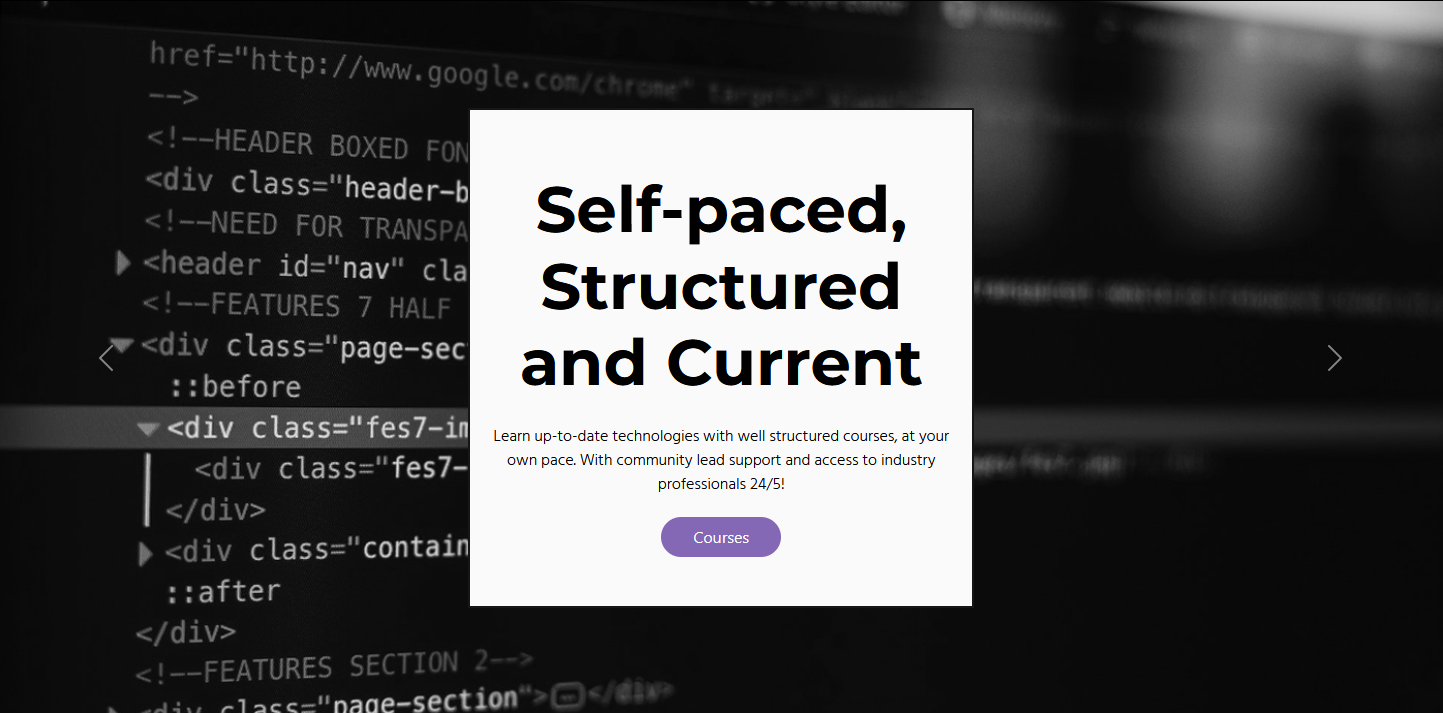 href="http://www.google.com/chrome"
-->
<!--HEADER BOXED FON
<div class="header-b
<!--NEED FOR TRANSPA
<header id="nav" cla
<!--FEATURES 7 HALF
<div class="page-sec
::before
<div class="fes7-im
<div class="fes7-
</div>
<div class="contain
::after
</div>
<!--FEATURES SECTION 2-->
<div class="page-section"></div>
Self-paced,
Structured
and Current
Learn up-to-date technologies with well structured courses, at your
own pace. With community lead support and access to industry
professionals 24/5!
Courses